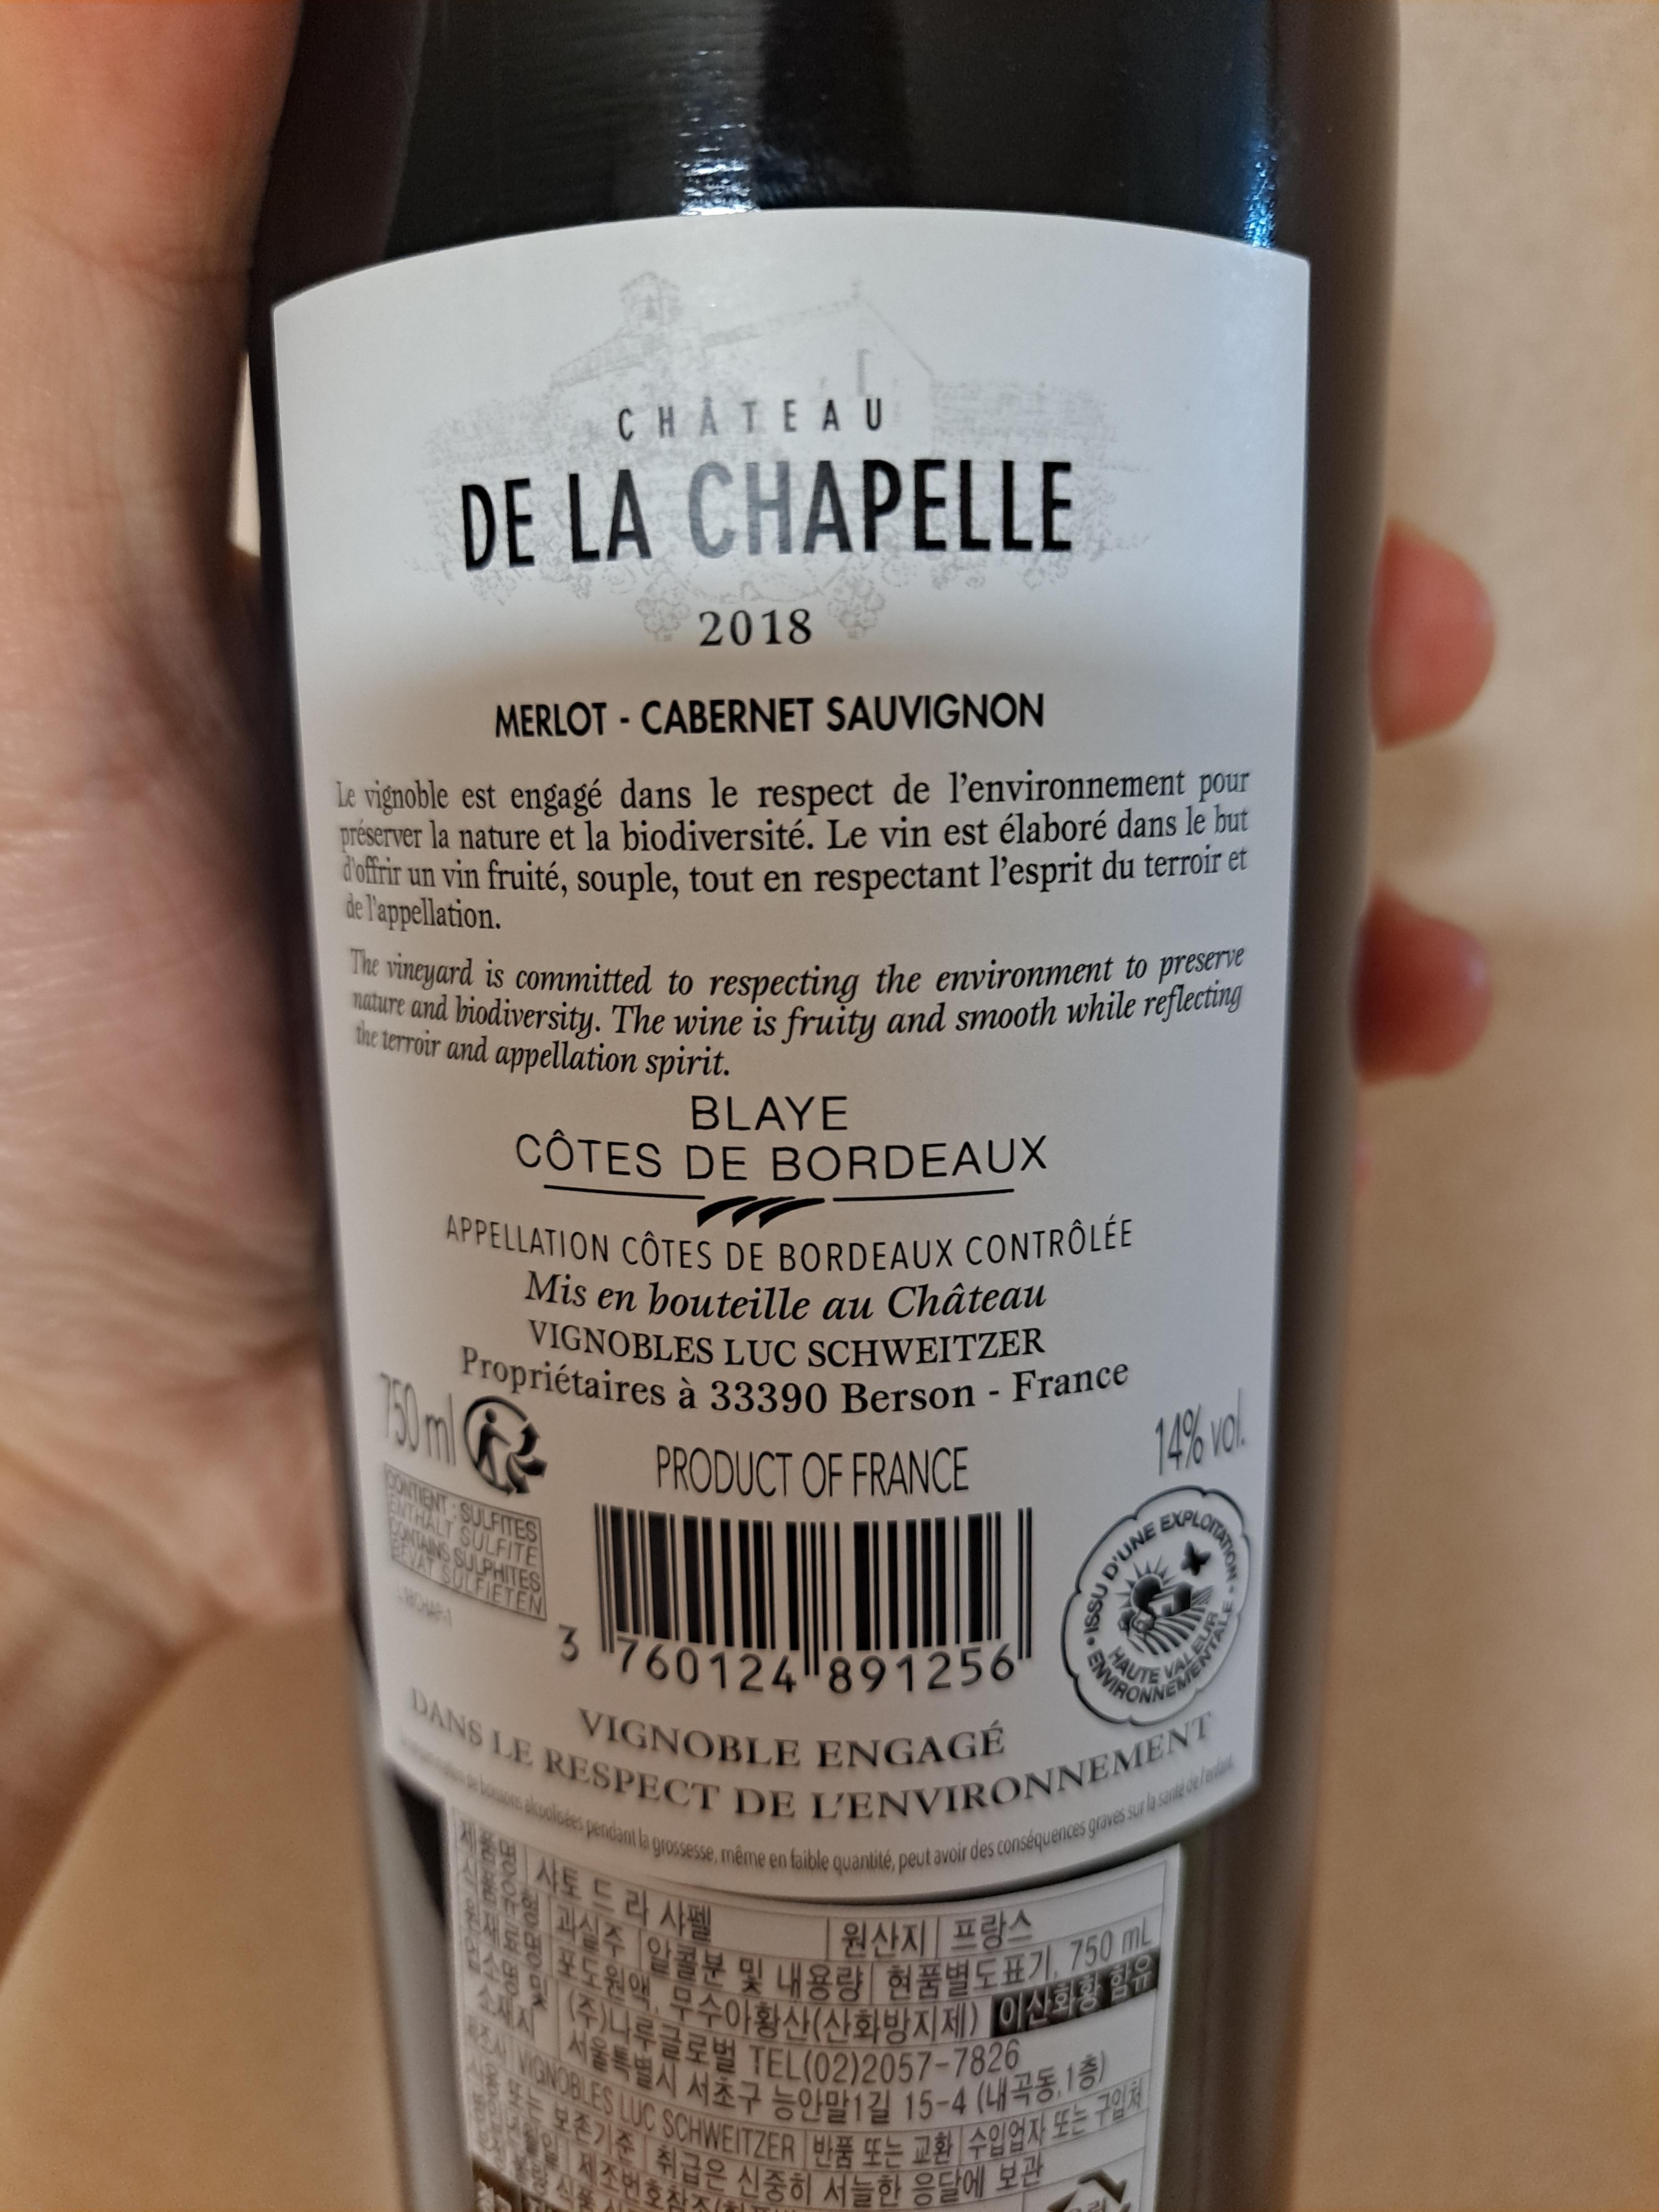 CHÂTEAU
DE LA CHAPELLE
2018
MERLOT - CABERNET SAUVIGNON
Le vignoble est engagé dans le respect de l'environnement pour
préserver la nature et la biodiversité. Le vin est élaboré dans le but
d'offrir un vin fruité, souple, tout en respectant l'esprit du terroir et
de l'appellation.
The vineyard is committed to respecting the environment to preserve
nature and biodiversity. The wine is fruity and smooth while reflecting
the terroir and appellation spirit.
BLAYE
CÔTES DE BORDEAUX
APPELLATION CÔTES DE BORDEAUX CONTRÔLÉE
Mis en bouteille au Château
VIGNOBLES LUC SCHWEITZER
Propriétaires à 33390 Berson - France
750 ml
14% vol.
PRODUCT OF FRANCE
CONTIENT : SULFITES
ENTHÄLT SULFITE
CONTAINS SULPHITES
BEVAT SULFIETEN
3 760124 891256
• ISSU D'UNE EXPLOITATION •
HAUTE VALEUR
ENVIRONNEMENTALE
VIGNOBLE ENGAGÉ
DANS LE RESPECT DE L'ENVIRONNEMENT
de boissons alcoolisées pendant la grossesse, même en faible quantité, peut avoir des conséquences graves sur la santé de l'enfant.
제품명 샤또 드 라 샤펠 원산지 프랑스
과실주 알콜분 및 내용량 현품별도표기, 750 mL
포도원액, 무수아황산(산화방지제) 이산화황 함유
(주)나루글로벌 TEL(02)2057-7826
소재지 서울특별시 서초구 능안말1길 15-4 (내곡동,1층)
제조사 VIGNOBLES LUC SCHWEITZER 반품 또는 교환 수입업자 또는 구입처
보존기준 취급은 신중히 서늘한 응달에 보관